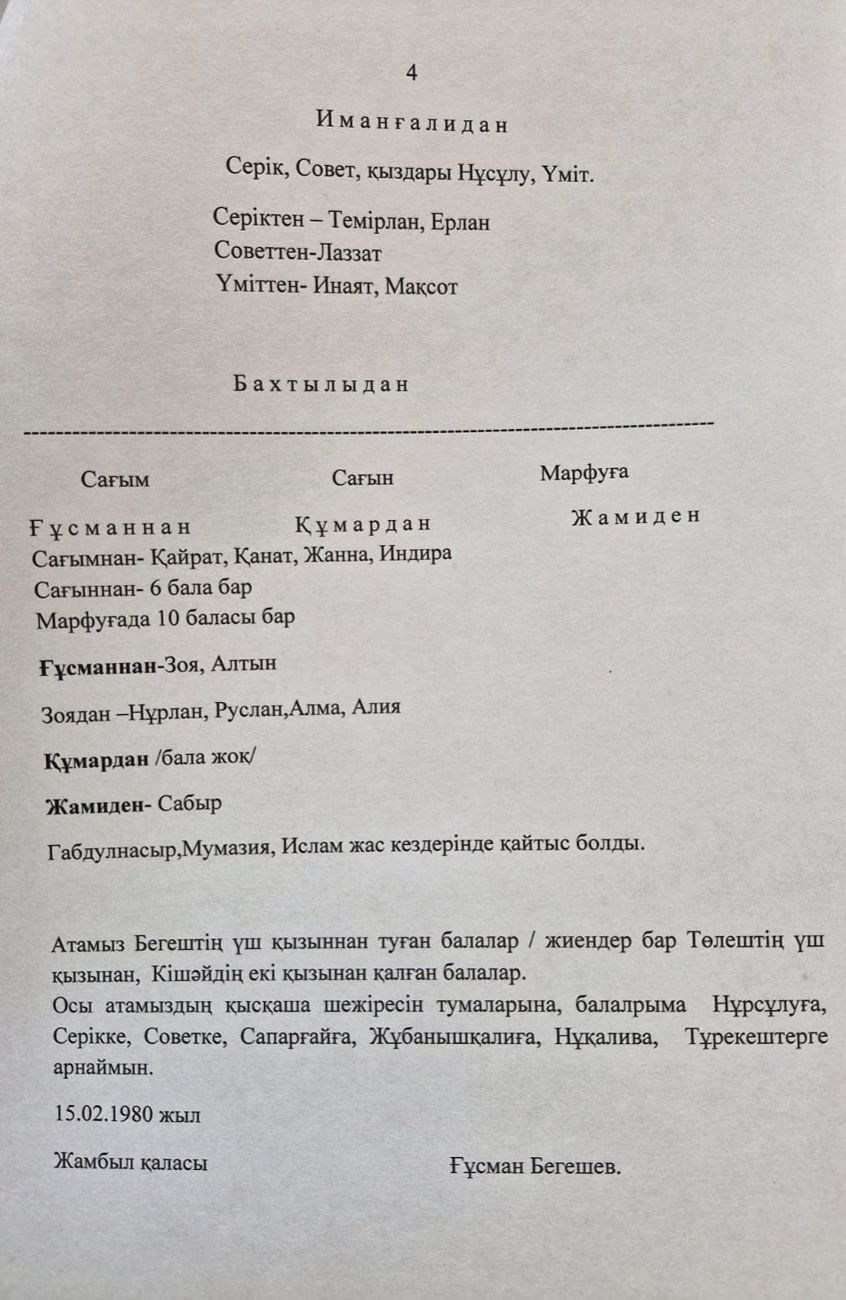 4
Иманғалидан
Серік, Совет, қыздары Нұсұлу, Үміт.
Серіктен – Темірлан, Ерлан
Советтен-Лаззат
Үміттен- Инаят, Мақсот
Бахтылыдан
--------------------------------------------------------------------------------------
Сағым Сағын Марфуға
Ғұсманнан Құмардан Жамиден
Сағымнан- Қайрат, Қанат, Жанна, Индира
Сағыннан- 6 бала бар
Марфуғада 10 баласы бар
Ғұсманнан-Зоя, Алтын
Зоядан –Нұрлан, Руслан,Алма, Алия
Құмардан /бала жоқ/
Жамиден- Сабыр
Габдулнасыр,Мумазия, Ислам жас кездерінде қайтыс болды.
Атамыз Бегештің үш қызыннан туған балалар / жиендер бар Төлештің үш
қызынан, Кішәйдің екі қызынан қалған балалар.
Осы атамыздың қысқаша шежіресін тумаларына, балалрыма Нұрсұлуға,
Серікке, Советке, Сапарғайға, Жұбанышқалиға, Нұқалива, Тұрекештерге
арнаймын.
15.02.1980 жыл
Жамбыл қаласы Ғұсман Бегешев.